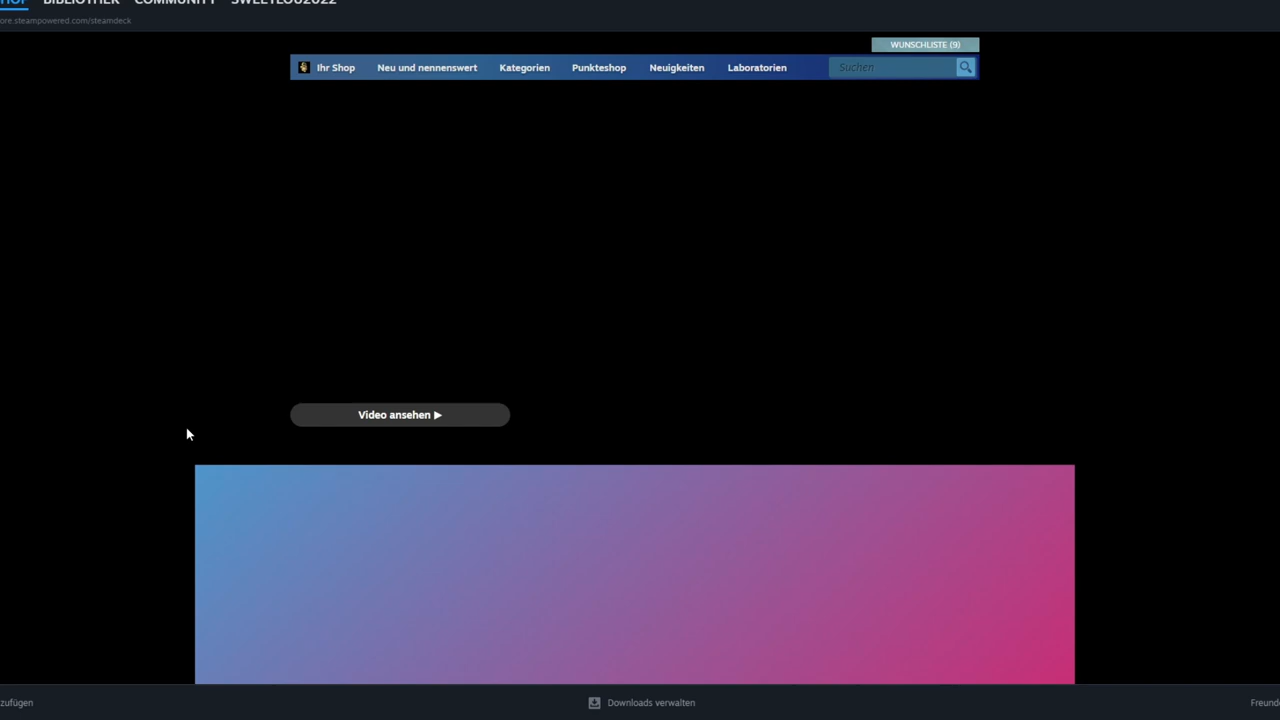 BIBLIOTHEK COMMUNITY SWEETLOU2022
ore.steampowered.com/steamdeck
WUNSCHLISTE (9)
Ihr Shop Neu und nennenswert Kategorien Punkteshop Neuigkeiten Laboratorien Suchen
Video ansehen ▶
zufügen Downloads verwalten Freund